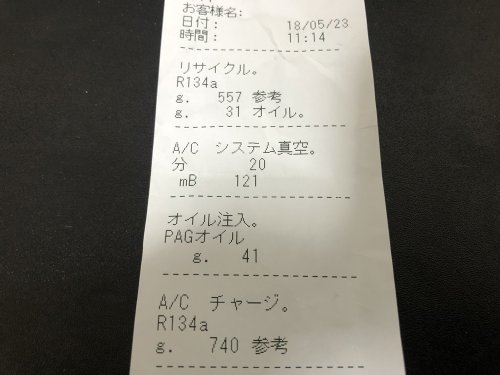 お客様名:
日付: 18/05/23
時間: 11:14
リサイクル。
R134a
g. 557 参考
g. 31 オイル。
A/C システム真空。
分 20
mB 121
オイル注入。
PAGオイル
g. 41
A/C チャージ。
R134a
g. 740 参考